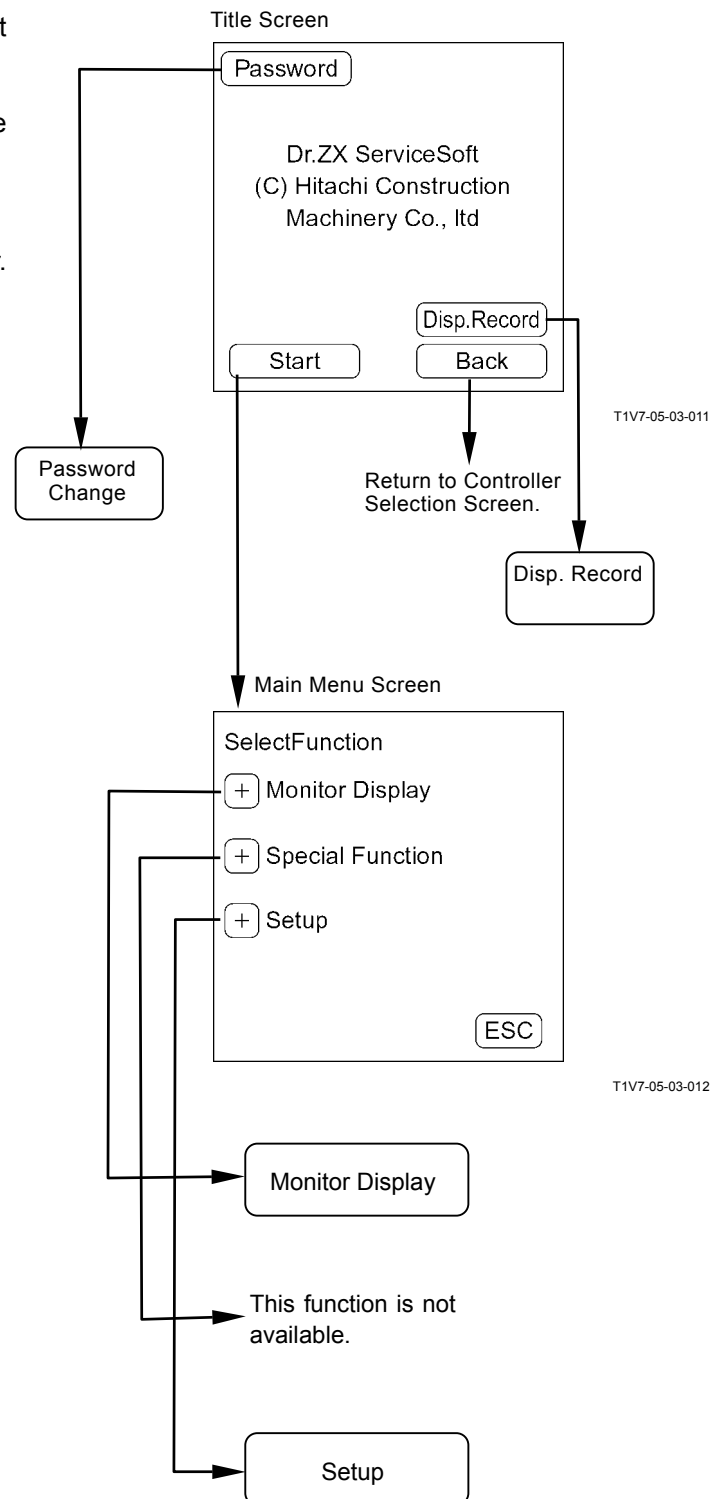 t
Title Screen
Password
e
Dr.ZX ServiceSoft
(C) Hitachi Construction
Machinery Co., ltd
Disp.Record
Start
Back
T1V7-05-03-011
Password
Change
Return to Controller
Selection Screen.
Disp. Record
Main Menu Screen
SelectFunction
+ Monitor Display
+ Special Function
+ Setup
ESC
T1V7-05-03-012
Monitor Display
This function is not
available.
Setup